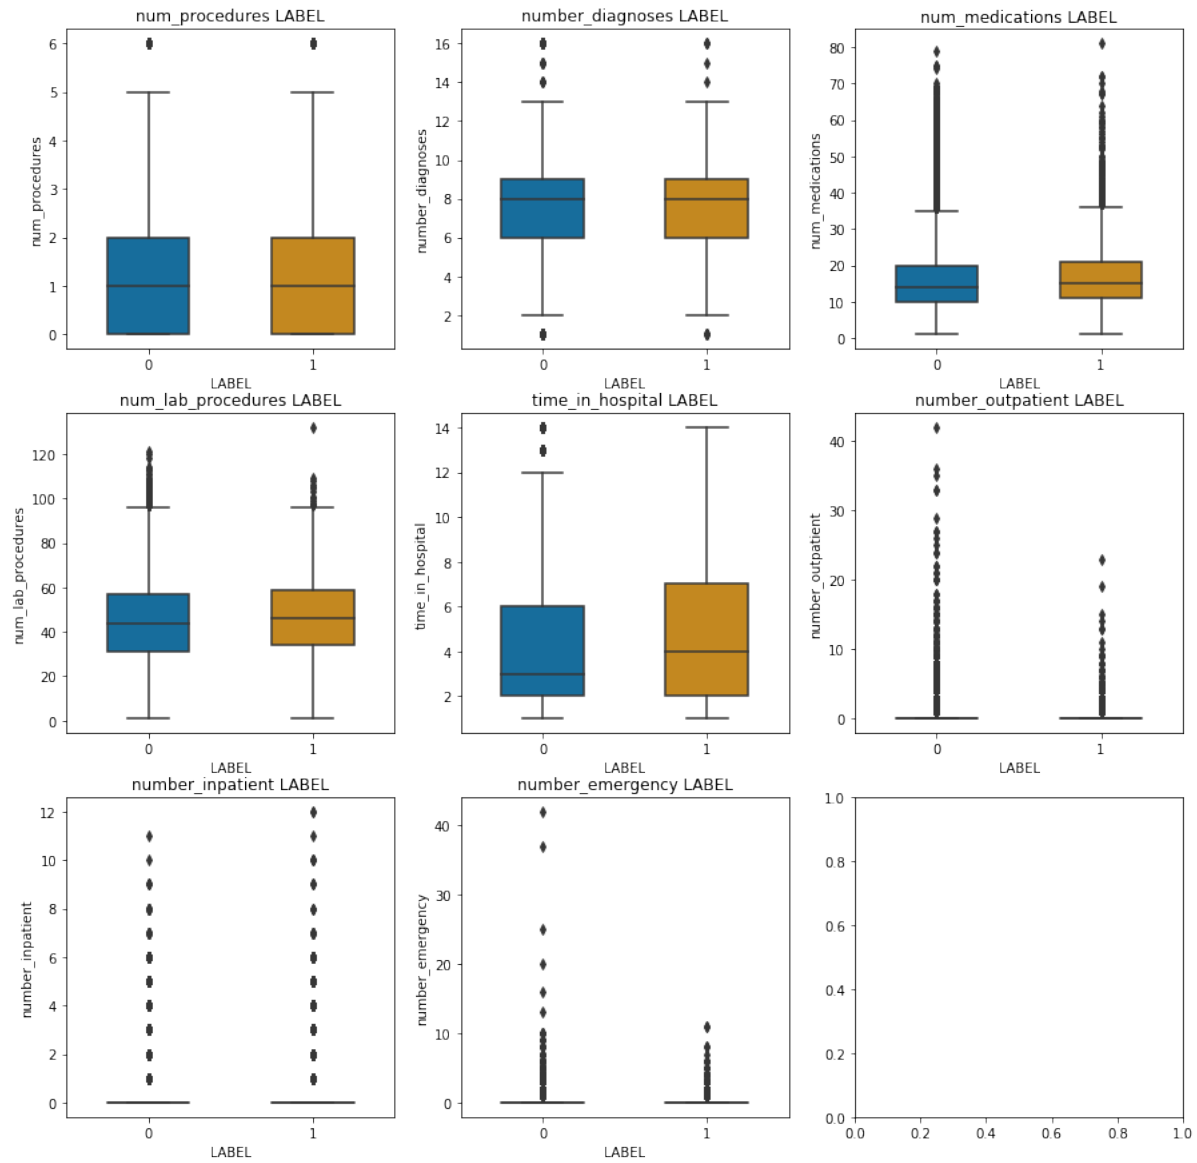 num_procedures LABEL
num_procedures
6
5
4
3
2
1
0
0 1
LABEL
number_diagnoses LABEL
number_diagnoses
16
14
12
10
8
6
4
2
0 1
LABEL
num_medications LABEL
num_medications
80
70
60
50
40
30
20
10
0
0 1
LABEL
num_lab_procedures LABEL
num_lab_procedures
120
100
80
60
40
20
0
0 1
LABEL
time_in_hospital LABEL
time_in_hospital
14
12
10
8
6
4
2
0 1
LABEL
number_outpatient LABEL
number_outpatient
40
30
20
10
0
0 1
LABEL
number_inpatient LABEL
number_inpatient
12
10
8
6
4
2
0
0 1
LABEL
number_emergency LABEL
number_emergency
40
30
20
10
0
0 1
LABEL
1.0
0.8
0.6
0.4
0.2
0.0
0.0 0.2 0.4 0.6 0.8 1.0